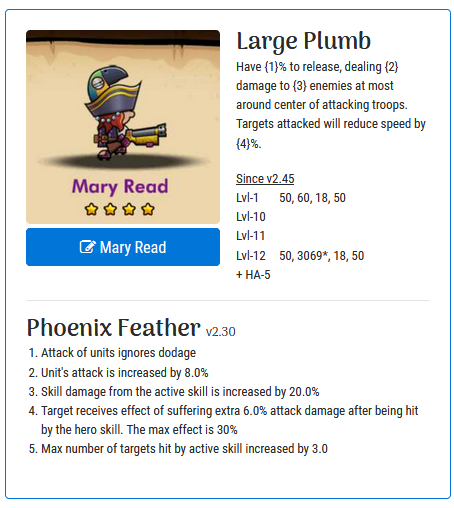 Large Plumb
Have {1}% to release, dealing {2}
damage to {3} enemies at most
around center of attacking troops.
Targets attacked will reduce speed by
{4}%.
Mary Read
Mary Read
Since v2.45
Lvl-1 50, 60, 18, 50
Lvl-10
Lvl-11
Lvl-12 50, 3069*, 18, 50
+ HA-5
Phoenix Feather v2.30
1. Attack of units ignores dodage
2. Unit's attack is increased by 8.0%
3. Skill damage from the active skill is increased by 20.0%
4. Target receives effect of suffering extra 6.0% attack damage after being hit
by the hero skill. The max effect is 30%
5. Max number of targets hit by active skill increased by 3.0